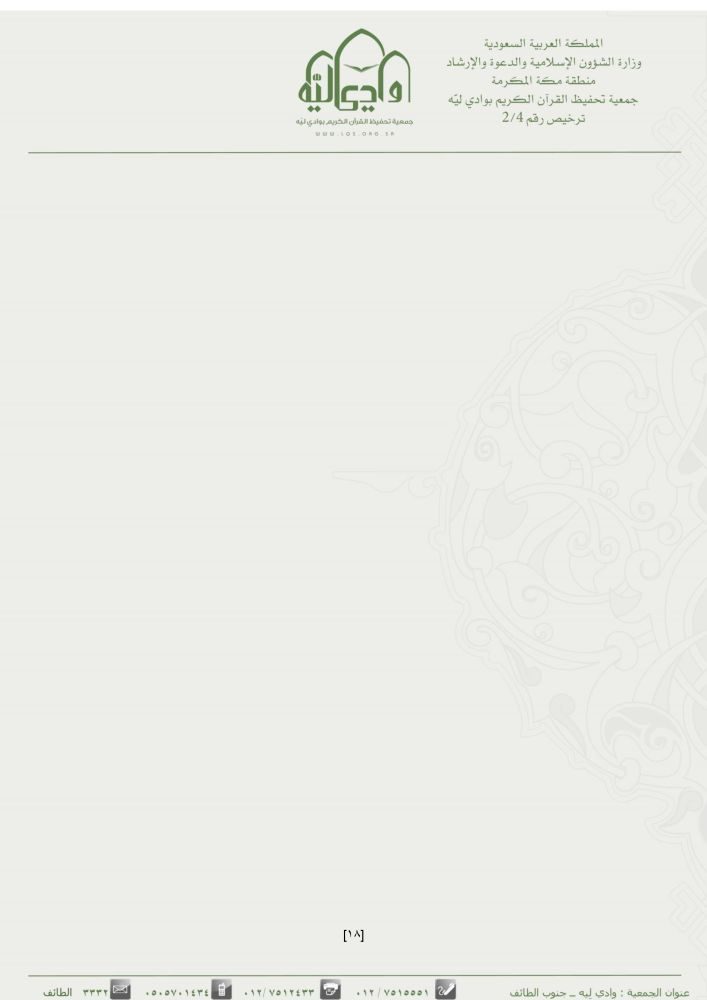 المملكة العربية السعودية
وزارة الشؤون الإسلامية والدعوة والإرشاد
منطقة مكة المكرمة
جمعية تحفيظ القرآن الكريم بوادي ليّه
ترخيص رقم 2/4
وادي ليّه
جمعية تحفيظ القرآن الكريم بوادي ليّه
WWW.LQS.ORG.SA
[١٨]
عنوان الجمعية : وادي ليه – جنوب الطائف ٠١٢ / ٧٥١٥٥٥١ ٠١٢/ ٧٥١٢٤٣٣ ٠٥٠٥٧٠١٤٣٤ ٣٣٣٢ الطائف